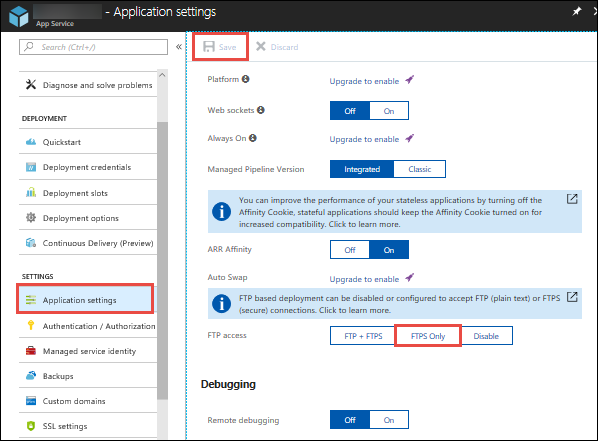 - Application settings
App Service
Search (Ctrl+/)
«
Diagnose and solve problems
DEPLOYMENT
Quickstart
Deployment credentials
Deployment slots
Deployment options
Continuous Delivery (Preview)
SETTINGS
Application settings
Authentication / Authorization
Managed service identity
Backups
Custom domains
SSL settings
Save Discard
Platform Upgrade to enable
Web sockets Off On
Always On Upgrade to enable
Managed Pipeline Version Integrated Classic
You can improve the performance of your stateless applications by turning off the
Affinity Cookie, stateful applications should keep the Affinity Cookie turned on for
increased compatibility. Click to learn more.
ARR Affinity Off On
Auto Swap Upgrade to enable
FTP based deployment can be disabled or configured to accept FTP (plain text) or FTPS
(secure) connections. Click to learn more.
FTP access FTP + FTPS FTPS Only Disable
Debugging
Remote debugging Off On